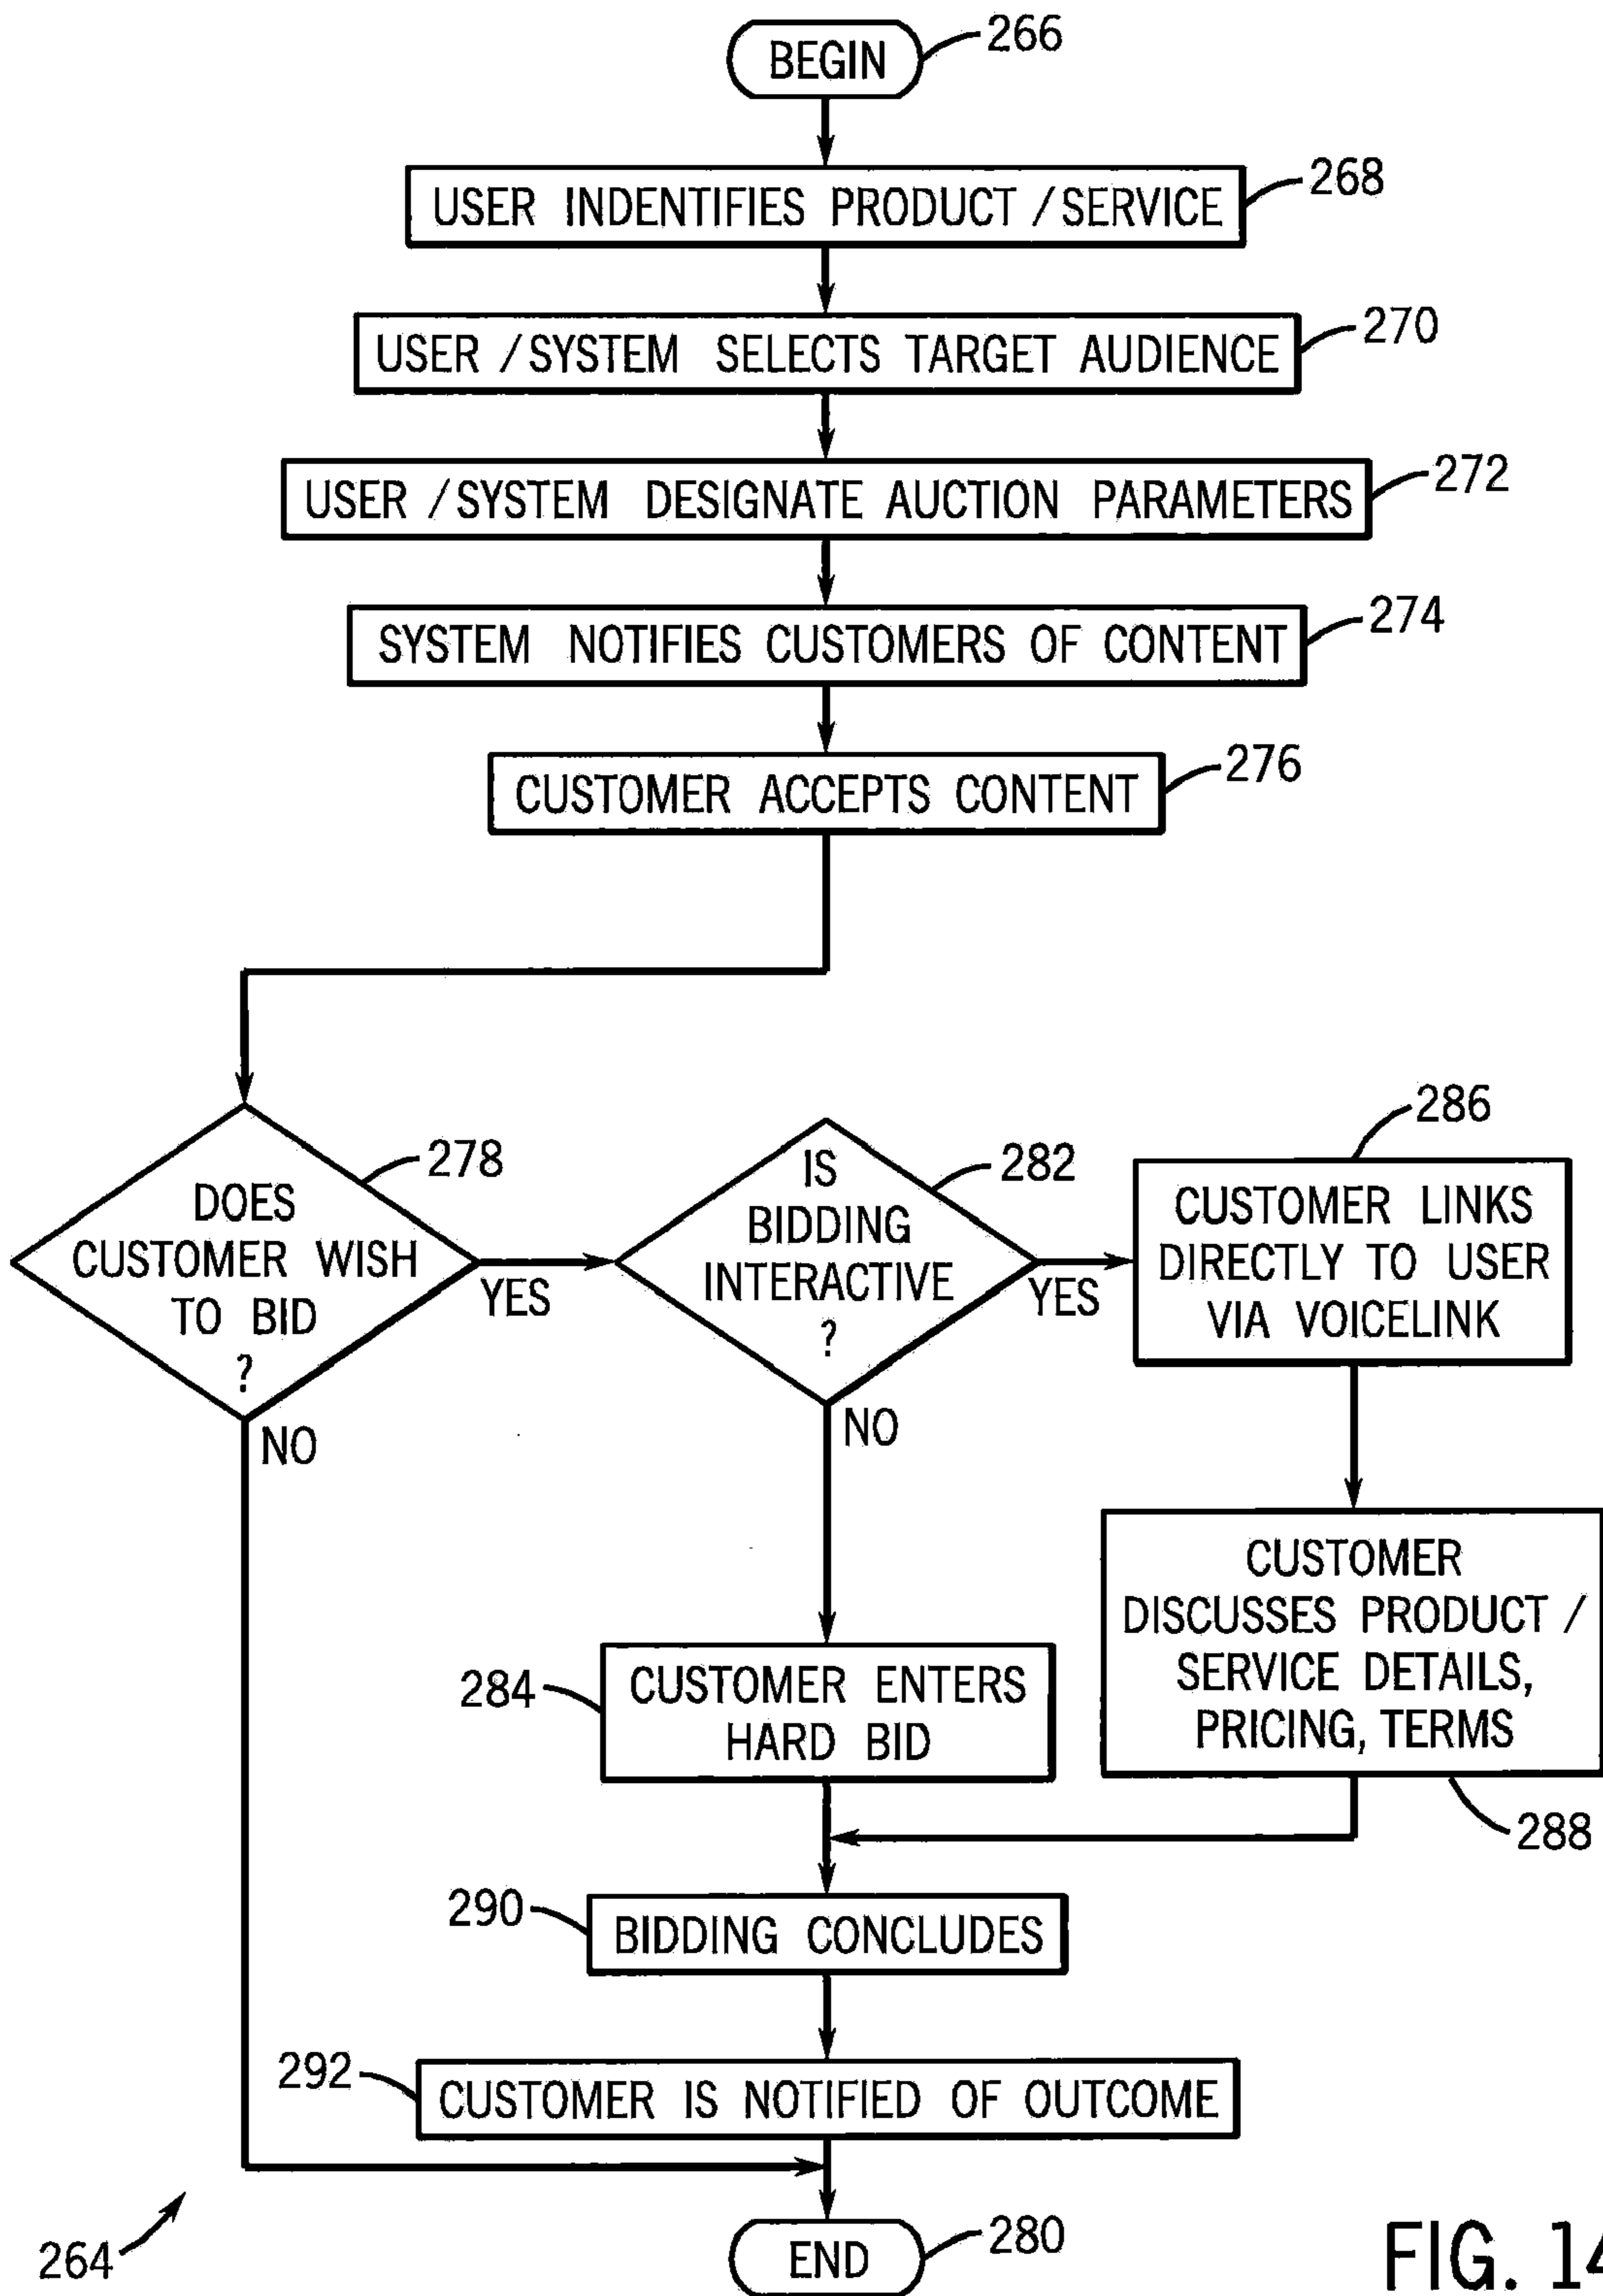 BEGIN
266
USER INDENTIFIES PRODUCT / SERVICE
268
USER / SYSTEM SELECTS TARGET AUDIENCE
270
USER / SYSTEM DESIGNATE AUCTION PARAMETERS
272
SYSTEM NOTIFIES CUSTOMERS OF CONTENT
274
CUSTOMER ACCEPTS CONTENT
276
DOES
CUSTOMER WISH
TO BID
?
278
YES
NO
IS
BIDDING
INTERACTIVE
?
282
YES
NO
286
CUSTOMER LINKS
DIRECTLY TO USER
VIA VOICELINK
CUSTOMER
DISCUSSES PRODUCT /
SERVICE DETAILS,
PRICING, TERMS
288
284
CUSTOMER ENTERS
HARD BID
290
BIDDING CONCLUDES
292
CUSTOMER IS NOTIFIED OF OUTCOME
END
280
264
FIG. 14